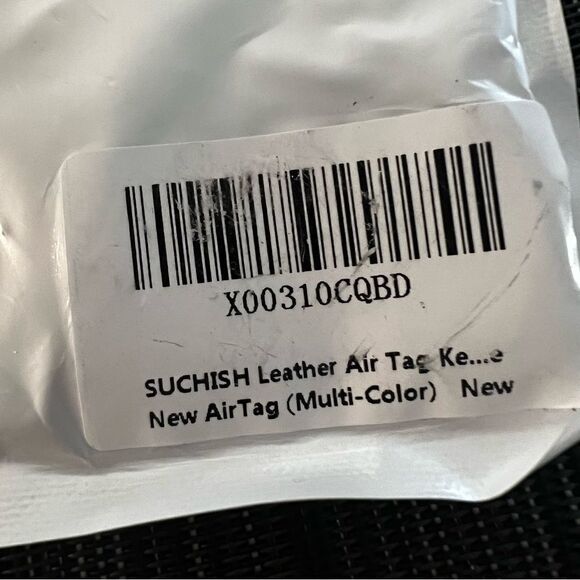 X00310CQBD
SUCHISH Leather Air Tag Ke...e
New AirTag (Multi-Color) New